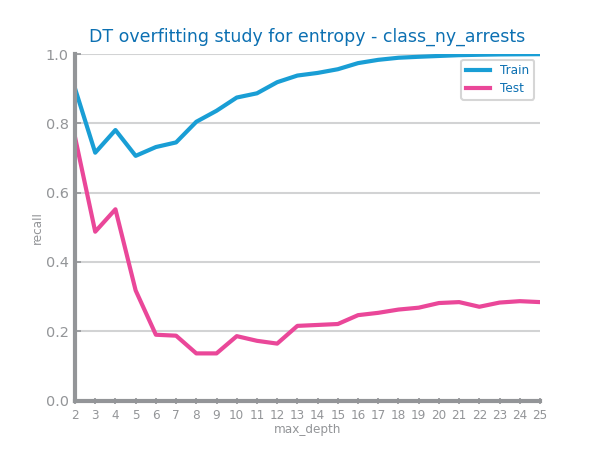 DT overfitting study for entropy - class_ny_arrests
1.0
Train
Test
0.8
0.6
recall
0.4
0.2
0.0
2 3 4 5 6 7 8 9 10 11 12 13 14 15 16 17 18 19 20 21 22 23 24 25
max_depth